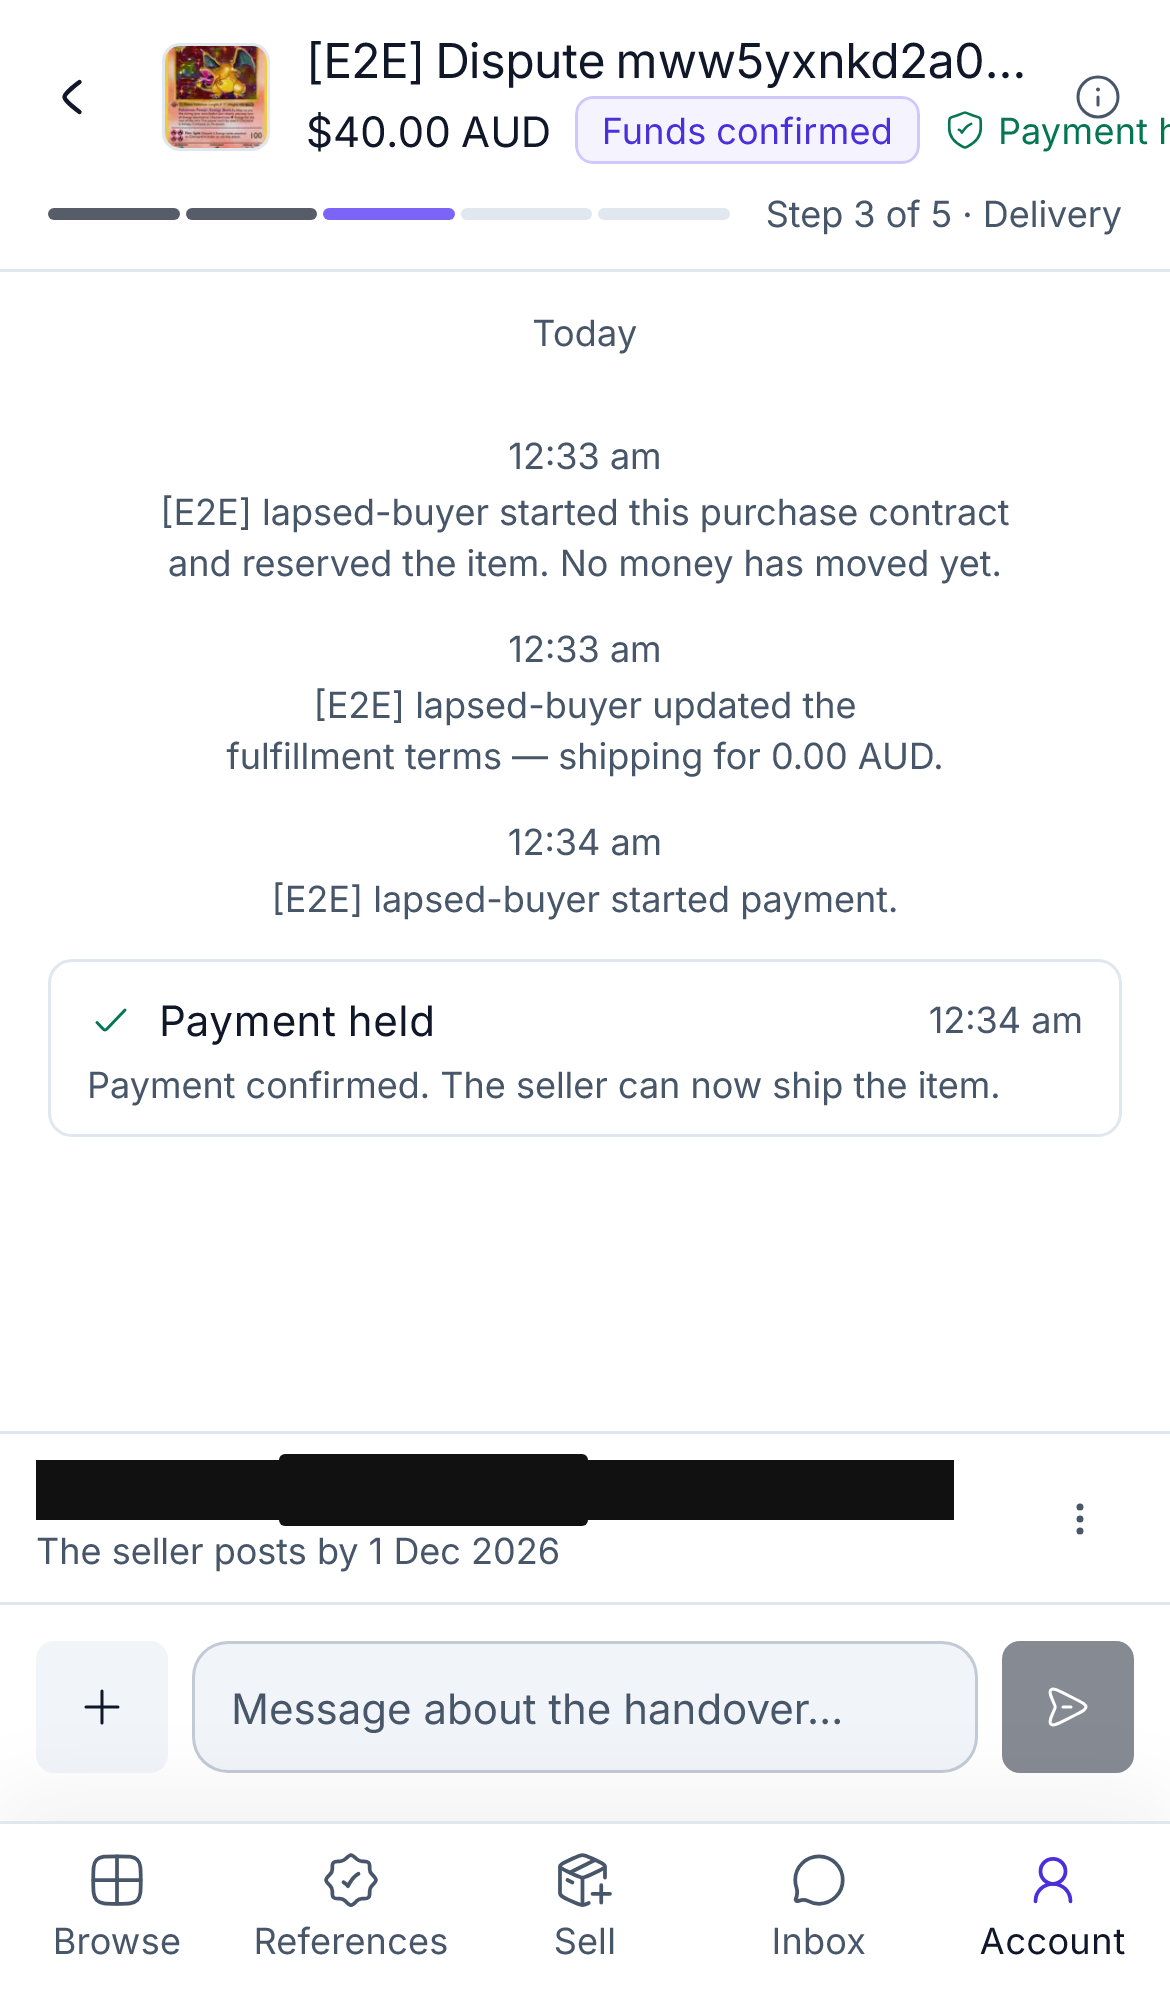 [E2E] Dispute mww5yxnkd2a0...
$40.00 AUD Funds confirmed Payment h
Step 3 of 5 · Delivery
Today
12:33 am
[E2E] lapsed-buyer started this purchase contract
and reserved the item. No money has moved yet.
12:33 am
[E2E] lapsed-buyer updated the
fulfillment terms — shipping for 0.00 AUD.
12:34 am
[E2E] lapsed-buyer started payment.
Payment held 12:34 am
Payment confirmed. The seller can now ship the item.
The seller posts by 1 Dec 2026
Message about the handover...
Browse References Sell Inbox Account